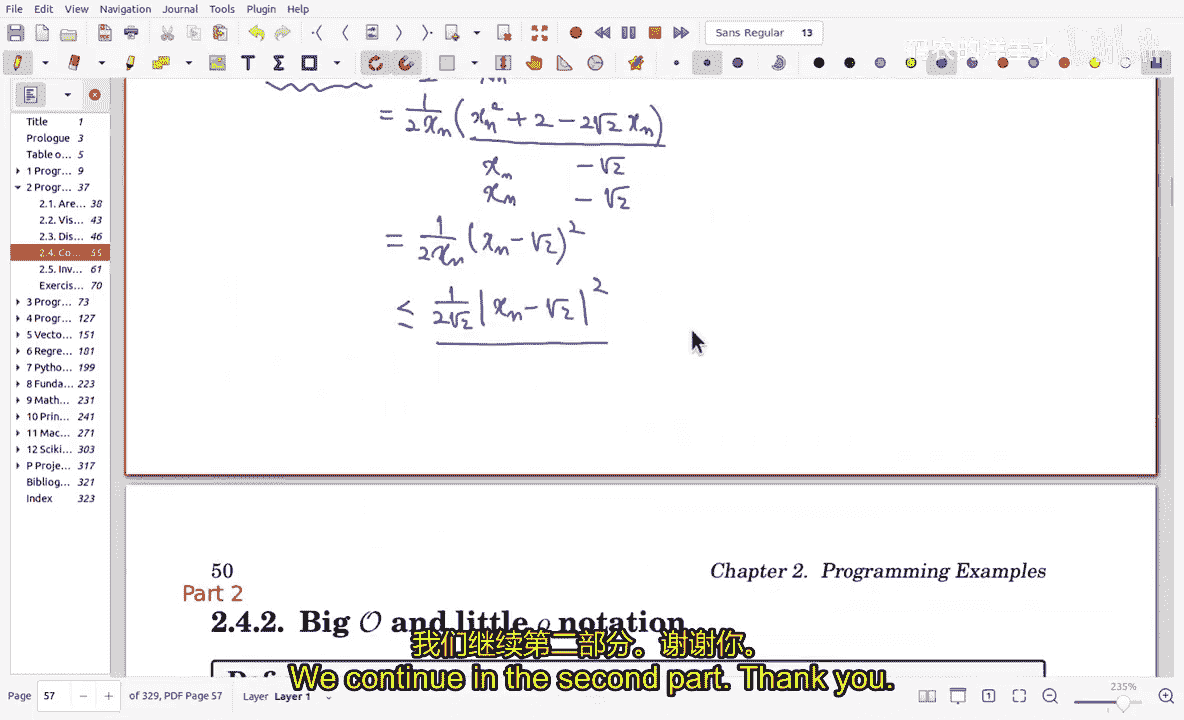 File Edit View Navigation Journal Tools Plugin Help
Sans Regular 13
= 1/(2xₙ) (xₙ² + 2 − 2√2 xₙ)
xₙ − √2
xₙ − √2
= 1/(2xₙ) (xₙ − √2)²
≤ 1/(2√2) |xₙ − √2|²
Title 1
Prologue 3
Table o... 5
1 Progr... 9
2 Progr... 37
2.1. Are... 38
2.2. Vis... 43
2.3. Dis... 46
2.4. Co... 55
2.5. Inv... 61
Exercis... 70
3 Progr... 73
4 Progr... 127
5 Vecto... 151
6 Regre... 181
7 Pytho... 199
8 Funda... 223
9 Math... 231
10 Prin... 241
11 Mac... 271
12 Sciki... 303
P Proje... 317
Bibliog... 321
Index 323
50 Chapter 2. Programming Examples
Part 2
2.4.2. Big O and little o notation
我们继续第二部分。谢谢你。
We continue in the second part. Thank you.
Page 57 of 329, PDF Page 57 Layer Layer 1 235%